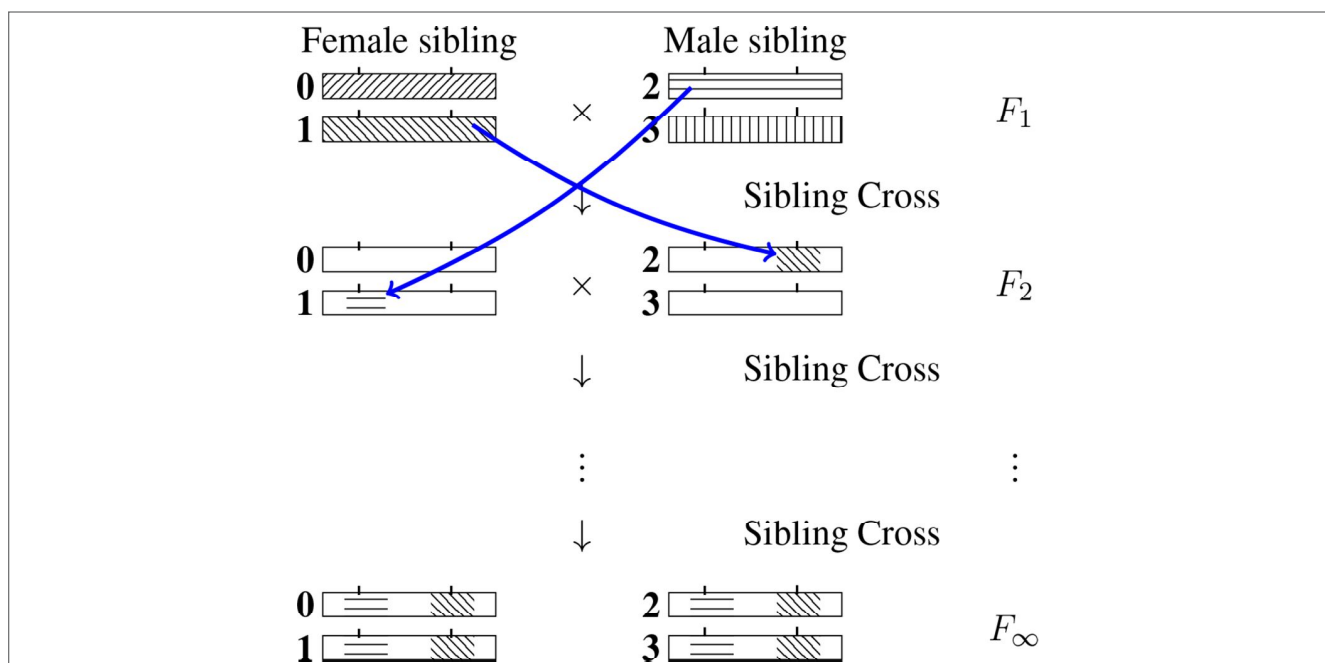 Female sibling Male sibling
0 2
1 × 3 F₁
↓ Sibling Cross
0 2
1 × 3 F₂
↓ Sibling Cross
⋮ ⋮
↓ Sibling Cross
0 2
1 3 F∞